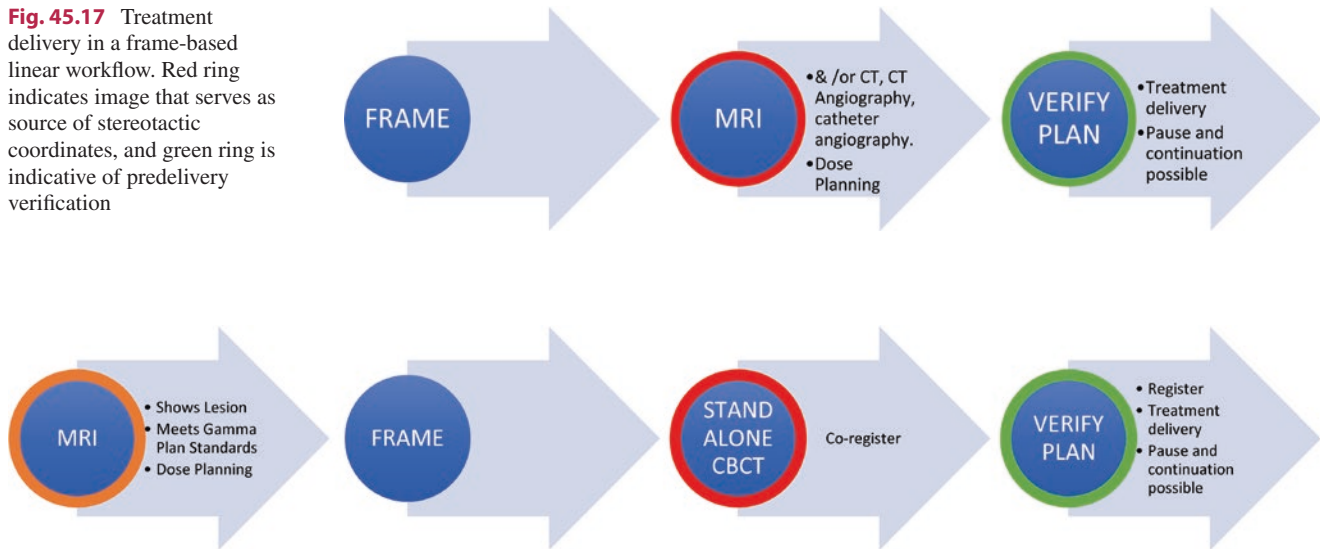 Fig. 45.17 Treatment
delivery in a frame-based
linear workflow. Red ring
indicates image that serves as
source of stereotactic
coordinates, and green ring is
indicative of predelivery
verification
FRAME
MRI
•& /or CT, CT
Angiography,
catheter
angiography.
•Dose
Planning
VERIFY
PLAN
•Treatment
delivery
•Pause and
continuation
possible
MRI
• Shows Lesion
• Meets Gamma
Plan Standards
• Dose Planning
FRAME
STAND
ALONE
CBCT
Co-register
VERIFY
PLAN
• Register
• Treatment
delivery
• Pause and
continuation
possible